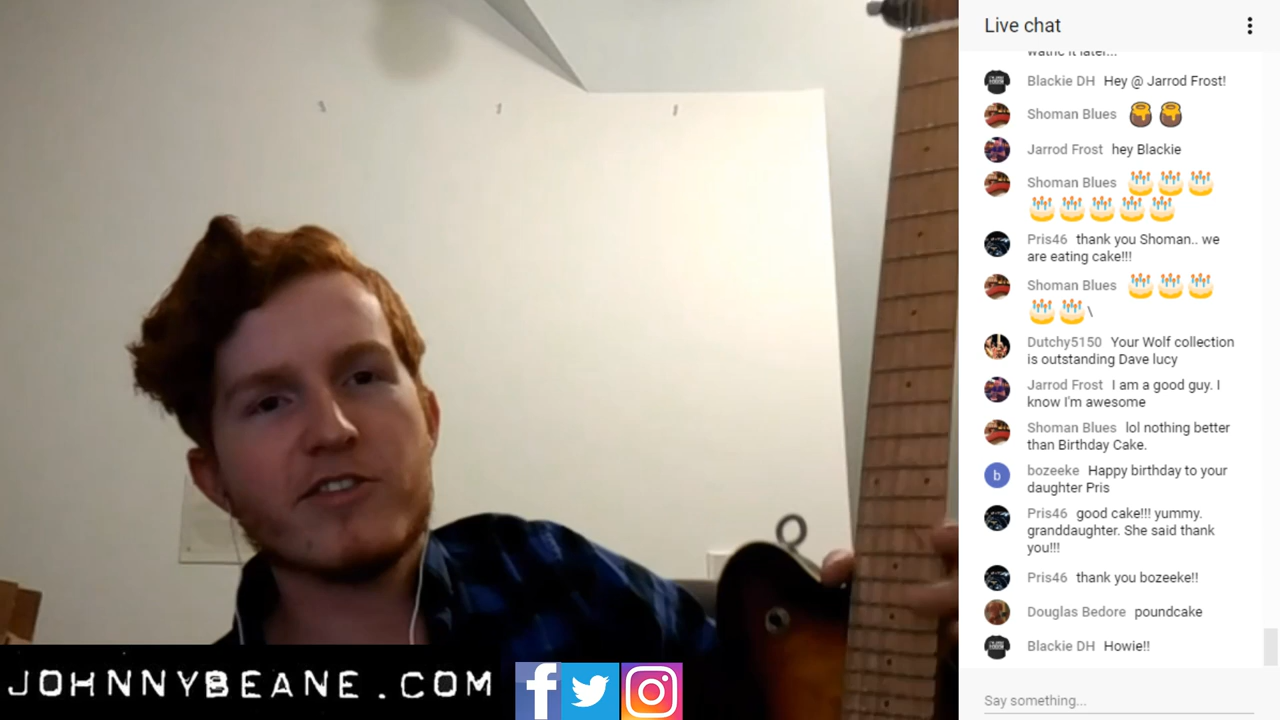 Live chat
watnc it later...
Blackie DH Hey @ Jarrod Frost!
Shoman Blues
Jarrod Frost hey Blackie
Shoman Blues
Pris46 thank you Shoman.. we
are eating cake!!!
Shoman Blues
\
Dutchy5150 Your Wolf collection
is outstanding Dave lucy
Jarrod Frost I am a good guy. I
know I'm awesome
Shoman Blues lol nothing better
than Birthday Cake.
b bozeeke Happy birthday to your
daughter Pris
Pris46 good cake!!! yummy.
granddaughter. She said thank
you!!!
Pris46 thank you bozeeke!!
Douglas Bedore poundcake
Blackie DH Howie!!
Say something...
JOHNNYBEANE.COM